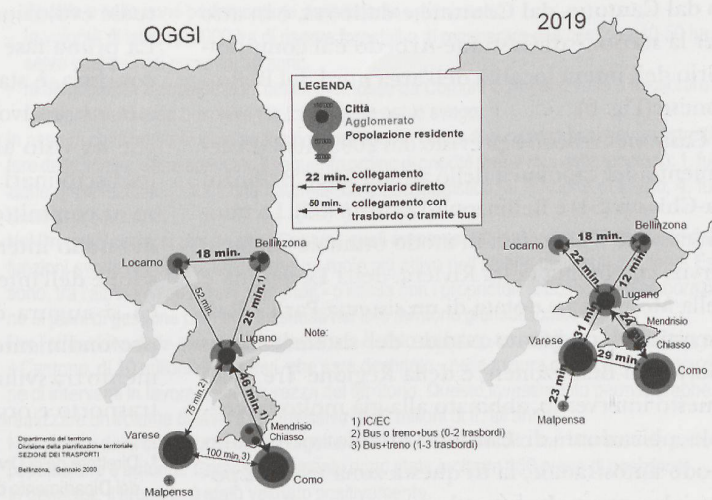 OGGI
2019
LEGENDA
Città
Agglomerato
Popolazione residente
22 min. collegamento
ferroviario diretto
50 min. collegamento con
trasbordo o tramite bus
Locarno
18 min.
Bellinzona
52 min.
25 min. 1)
Lugano
Note:
75 min. 2)
46 min. 1)
Mendrisio
Chiasso
Varese
100 min. 3)
Como
Malpensa
Locarno
18 min.
Bellinzona
22 min.
12 min.
Lugano
31 min.
Mendrisio
Chiasso
Varese
29 min.
Como
23 min.
Malpensa
1) IC/EC
2) Bus o treno+bus (0-2 trasbordi)
3) Bus+treno (1-3 trasbordi)
Dipartimento del territorio
Divisione della pianificazione territoriale
SEZIONE DEI TRASPORTI
Bellinzona, Gennaio 2000